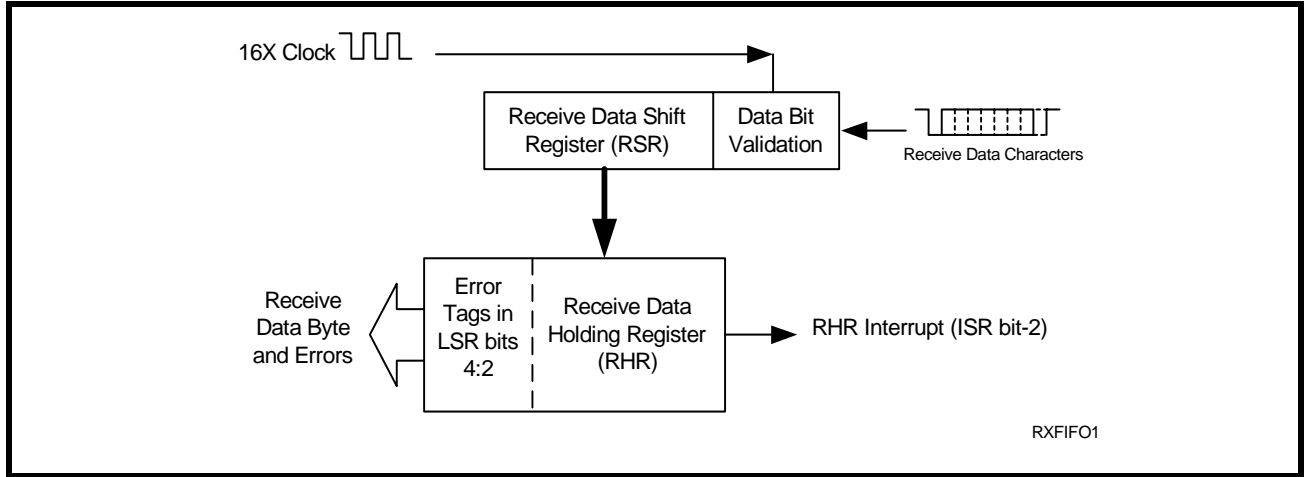 16X Clock
Receive Data Shift
Register (RSR)
Data Bit
Validation
Receive Data Characters
Receive
Data Byte
and Errors
Error
Tags in
LSR bits
4:2
Receive Data
Holding Register
(RHR)
RHR Interrupt (ISR bit-2)
RXFIFO1